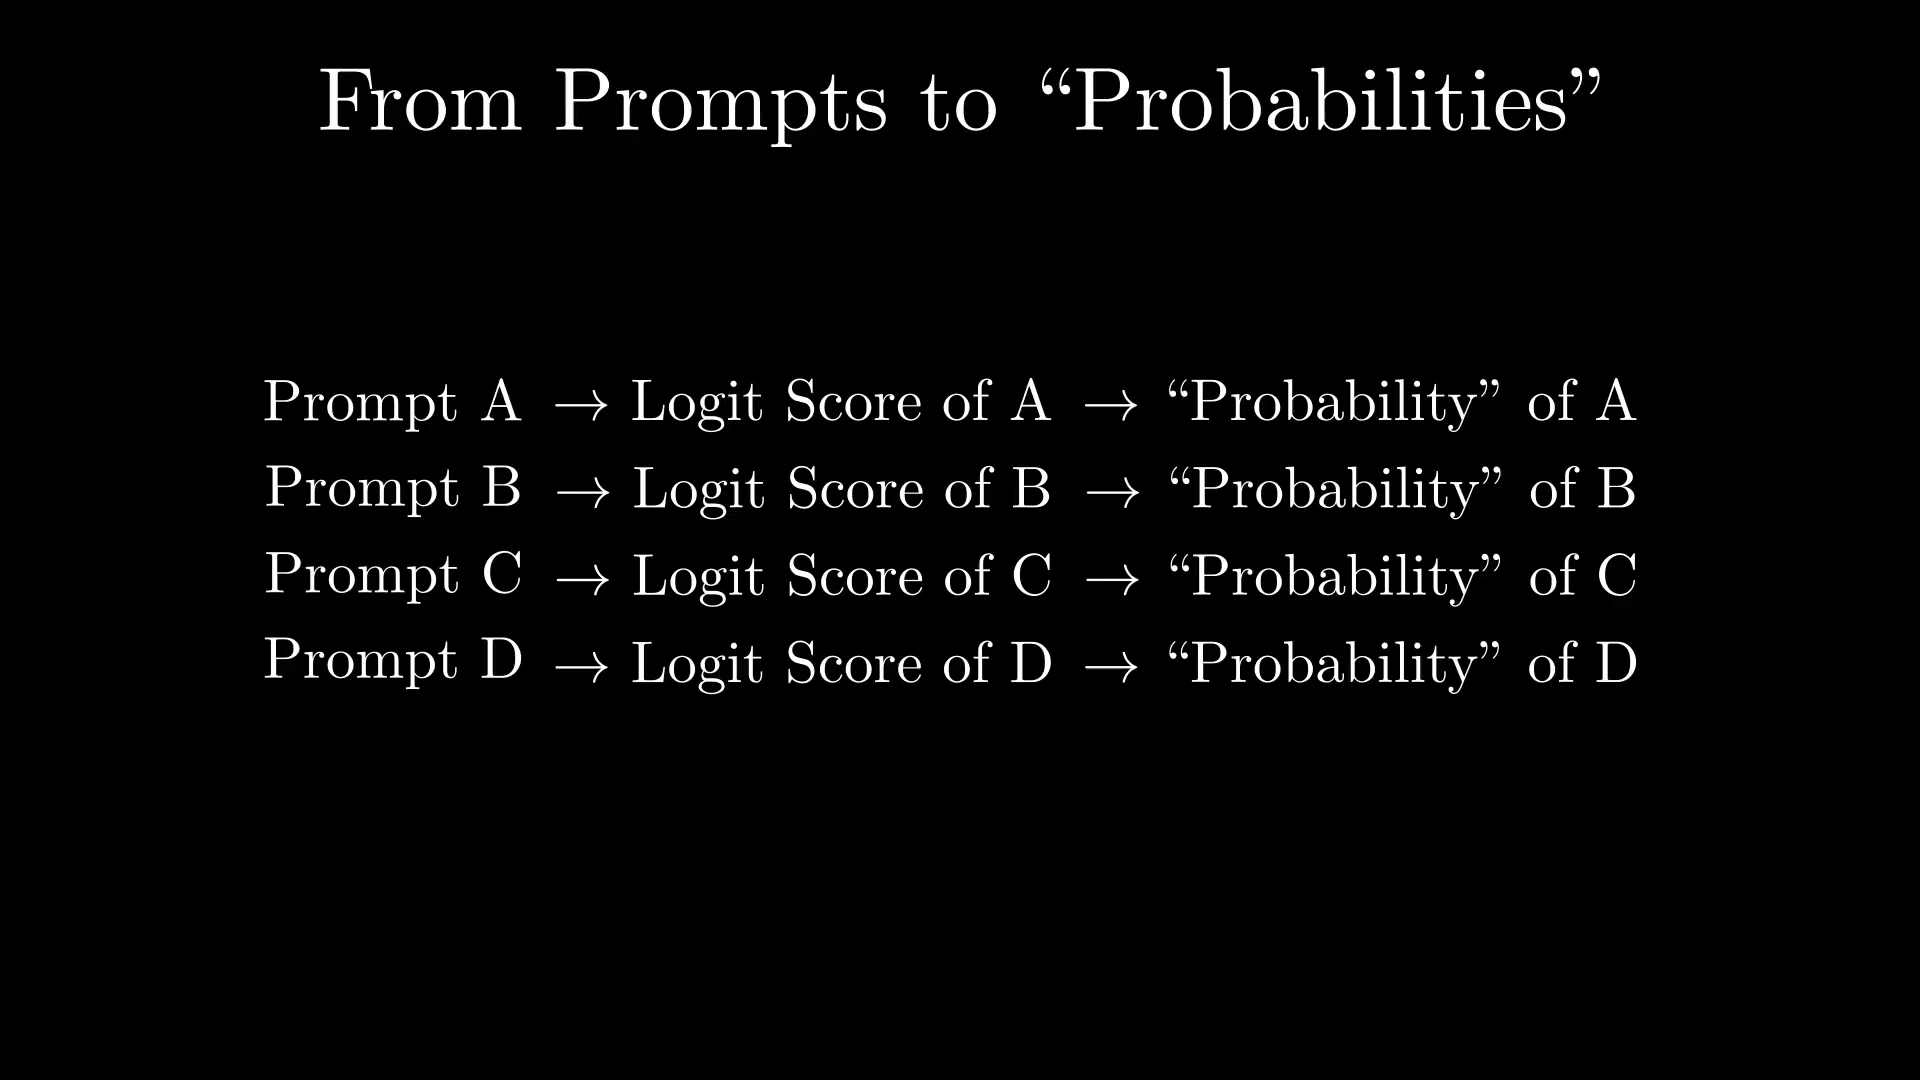 From Prompts to “Probabilities”
Prompt A → Logit Score of A → “Probability” of A
Prompt B → Logit Score of B → “Probability” of B
Prompt C → Logit Score of C → “Probability” of C
Prompt D → Logit Score of D → “Probability” of D